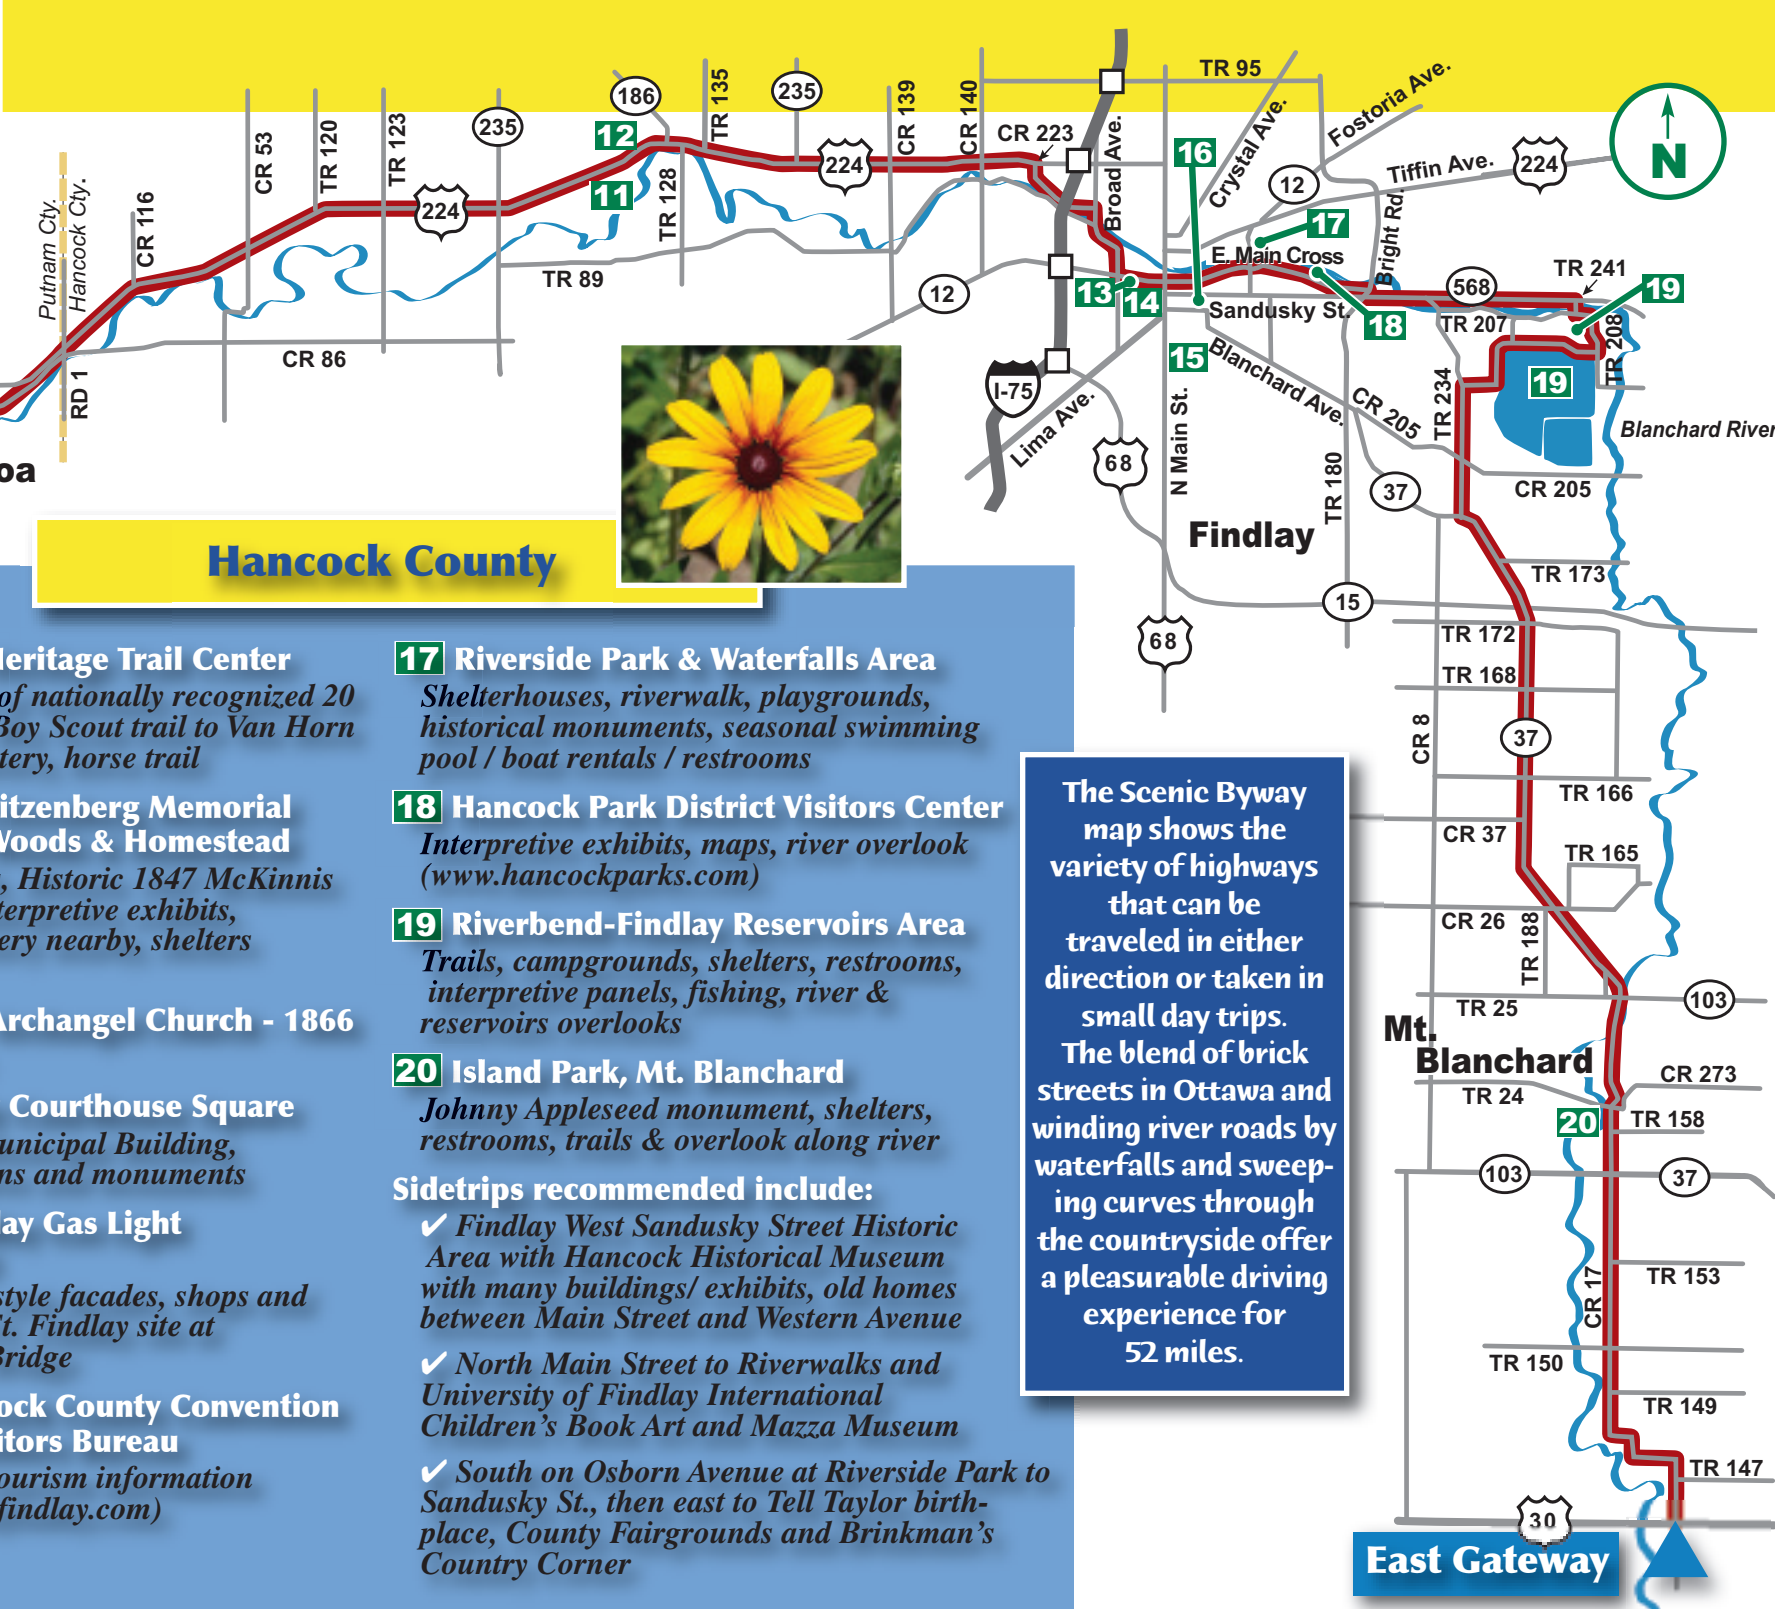 TR 95
Fostoria Ave.
186
TR 135
235
CR 139
CR 140
CR 223
Broad Ave.
Crystal Ave.
N
235
TR 123
TR 120
CR 53
12
224
16
Tiffin Ave.
224
12
11
TR 128
224
CR 116
Putnam Cty.
Hancock Cty.
17
E. Main Cross
Bright Rd.
TR 241
568
19
TR 89
12
13
14
Sandusky St.
18
TR 207
TR 208
CR 86
RD 1
15
Blanchard Ave.
CR 205
TR 234
19
I-75
Lima Ave.
Blanchard River
oa
68
N Main St.
TR 180
37
CR 205
Findlay
TR 173
15
68
TR 172
TR 168
CR 8
37
TR 166
CR 37
TR 165
CR 26
TR 188
TR 25
103
Mt.
Blanchard
CR 273
TR 24
20
TR 158
103
37
CR 17
TR 153
TR 150
TR 149
TR 147
30
East Gateway
Hancock County
Heritage Trail Center
of nationally recognized 20
Boy Scout trail to Van Horn
tery, horse trail
itzenberg Memorial
Woods & Homestead
, Historic 1847 McKinnis
terpretive exhibits,
ery nearby, shelters
Archangel Church - 1866
Courthouse Square
unicipal Building,
ns and monuments
lay Gas Light
style facades, shops and
St. Findlay site at
Bridge
ock County Convention
itors Bureau
ourism information
findlay.com)
17 Riverside Park & Waterfalls Area
Shelterhouses, riverwalk, playgrounds,
historical monuments, seasonal swimming
pool / boat rentals / restrooms
18 Hancock Park District Visitors Center
Interpretive exhibits, maps, river overlook
(www.hancockparks.com)
19 Riverbend-Findlay Reservoirs Area
Trails, campgrounds, shelters, restrooms,
interpretive panels, fishing, river &
reservoirs overlooks
20 Island Park, Mt. Blanchard
Johnny Appleseed monument, shelters,
restrooms, trails & overlook along river
Sidetrips recommended include:
✔ Findlay West Sandusky Street Historic
Area with Hancock Historical Museum
with many buildings/ exhibits, old homes
between Main Street and Western Avenue
✔ North Main Street to Riverwalks and
University of Findlay International
Children's Book Art and Mazza Museum
✔ South on Osborn Avenue at Riverside Park to
Sandusky St., then east to Tell Taylor birth-
place, County Fairgrounds and Brinkman's
Country Corner
The Scenic Byway
map shows the
variety of highways
that can be
traveled in either
direction or taken in
small day trips.
The blend of brick
streets in Ottawa and
winding river roads by
waterfalls and sweep-
ing curves through
the countryside offer
a pleasurable driving
experience for
52 miles.